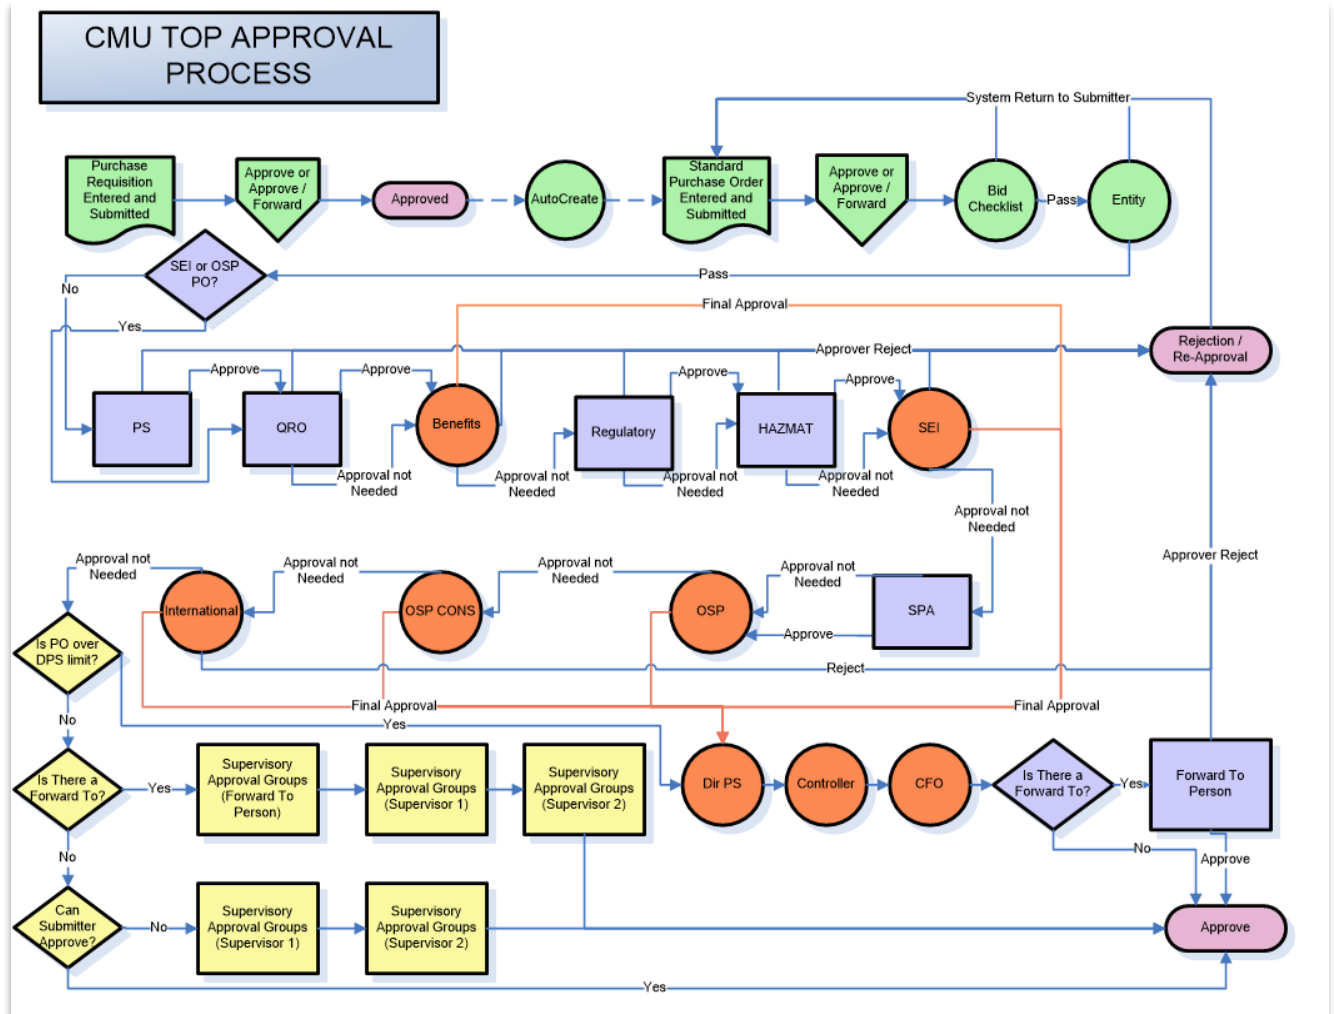 CMU TOP APPROVAL
PROCESS
System Return to Submitter
Purchase
Requisition
Entered and
Submitted
Approve or
Approve /
Forward
Approved
AutoCreate
Standard
Purchase Order
Entered and
Submitted
Approve or
Approve /
Forward
Bid
Checklist
Pass
Entity
SEI or OSP
PO?
Pass
No
Yes
Final Approval
Rejection /
Re-Approval
Approver Reject
Approve
Approve
Approve
Approve
PS
QRO
Benefits
Regulatory
HAZMAT
SEI
Approval not
Needed
Approval not
Needed
Approval not
Needed
Approval not
Needed
Approval not
Needed
Approver Reject
Approval not
Needed
Approval not
Needed
Approval not
Needed
Approval not
Needed
International
OSP CONS
OSP
SPA
Approve
Is PO over
DPS limit?
Reject
Final Approval
Final Approval
Yes
No
Is There a
Forward To?
Yes
Supervisory
Approval Groups
(Forward To
Person)
Supervisory
Approval Groups
(Supervisor 1)
Supervisory
Approval Groups
(Supervisor 2)
Dir PS
Controller
CFO
Is There a
Forward To?
Yes
Forward To
Person
No
Approve
No
Can
Submitter
Approve?
No
Supervisory
Approval Groups
(Supervisor 1)
Supervisory
Approval Groups
(Supervisor 2)
Approve
Yes